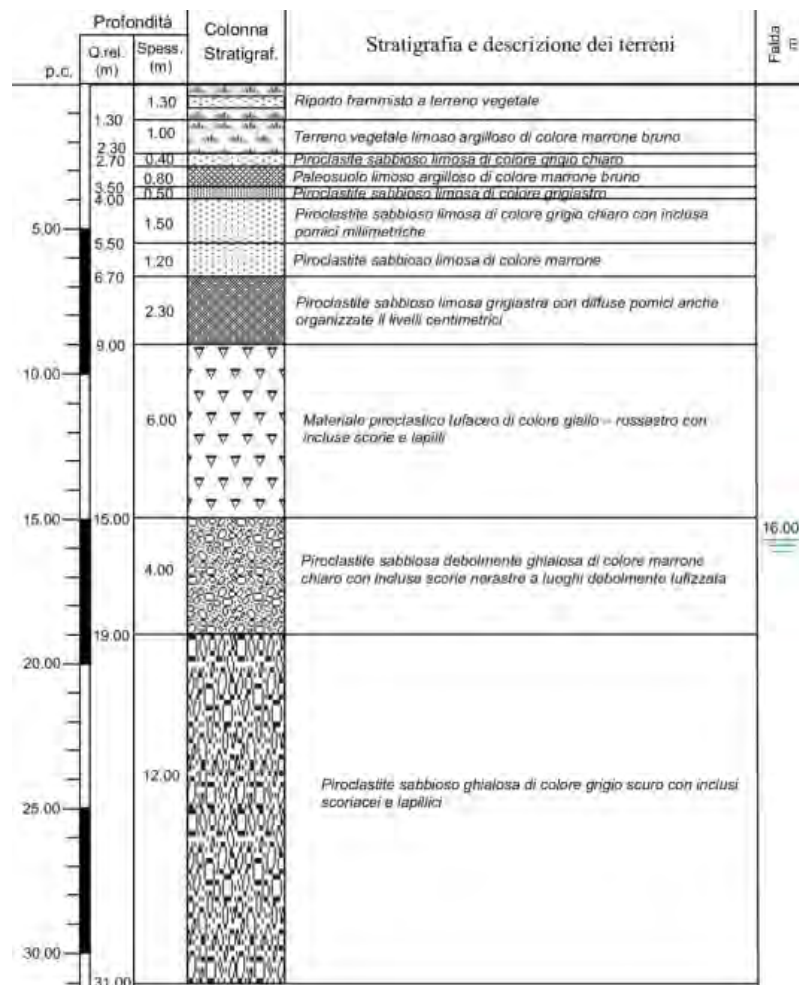 Profondità
Colonna
Stratigraf.
Stratigrafia e descrizione dei terreni
Falda
m
p.c.
Q.rel.
(m)
Spess.
(m)
1.30
Riporto frammisto a terreno vegetale
1.30
1.00
Terreno vegetale limoso argilloso di colore marrone bruno
2.30
0.40
Piroclasite sabbioso limosa di colore grigio chiaro
2.70
0.80
Paleosuolo limoso argilloso di colore marrone bruno
3.50
0.50
Piroclastite sabbioso limosa di colore grigiastro
4.00
1.50
Piroclastite sabbioso limosa di colore grigio chiaro con inclusa
pomici millimetriche
5.00
5.50
1.20
Piroclastite sabbioso limosa di colore marrone
6.70
2.30
Piroclastite sabbioso limosa grigiastra con diffuse pomici anche
organizzate II livelli centimetrici
9.00
10.00
6.00
Materiale piroclastico tufaceo di colore giallo – rossastro con
incluse scorie e lapilli
15.00
15.00
16.00
4.00
Piroclastite sabbiosa debolmente ghiaiosa di colore marrone
chiaro con incluse scorie nerastre a luoghi debolmente tufizzata
19.00
20.00
12.00
Piroclastite sabbioso ghiaiosa di colore grigio scuro con inclusi
scoriacei e lapillici
25.00
30.00
31.00